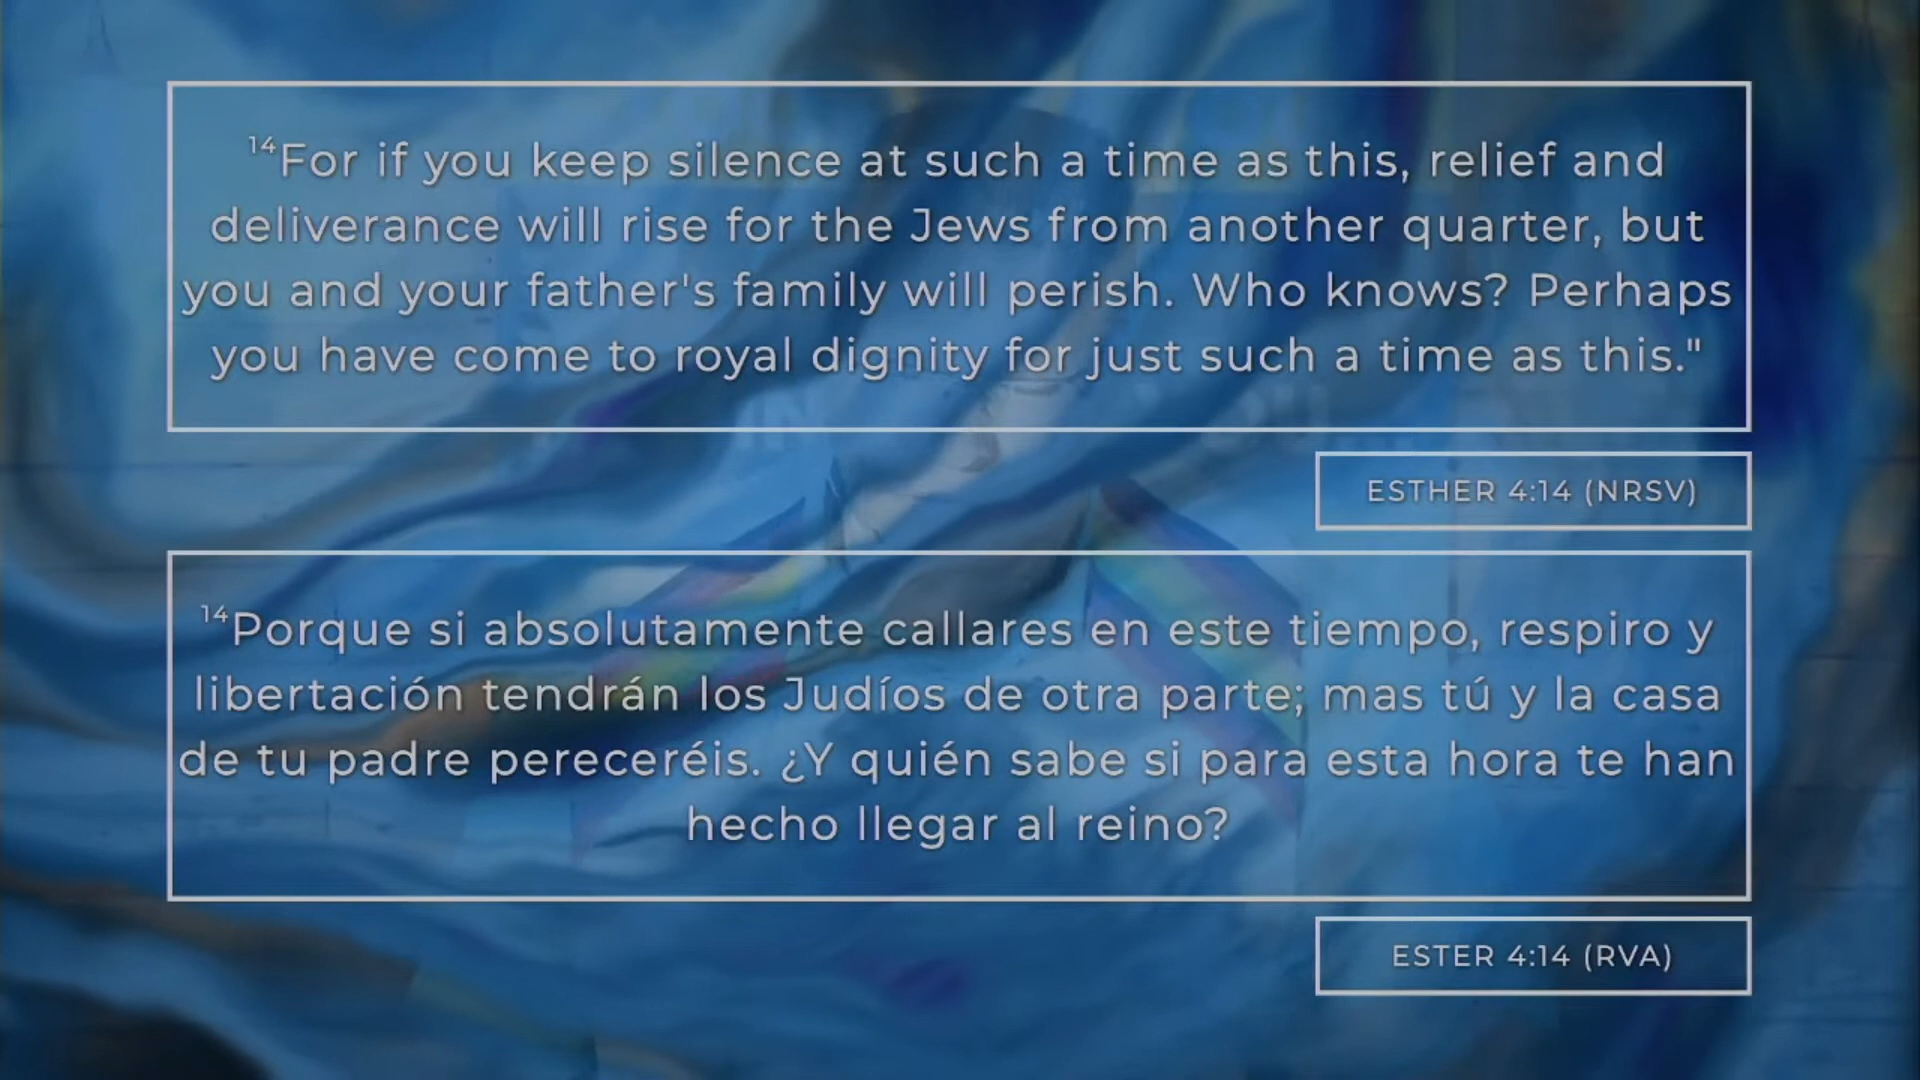 ¹⁴For if you keep silence at such a time as this, relief and
deliverance will rise for the Jews from another quarter, but
you and your father's family will perish. Who knows? Perhaps
you have come to royal dignity for just such a time as this."
ESTHER 4:14 (NRSV)
¹⁴Porque si absolutamente callares en este tiempo, respiro y
libertación tendrán los Judíos de otra parte; mas tú y la casa
de tu padre pereceréis. ¿Y quién sabe si para esta hora te han
hecho llegar al reino?
ESTER 4:14 (RVA)